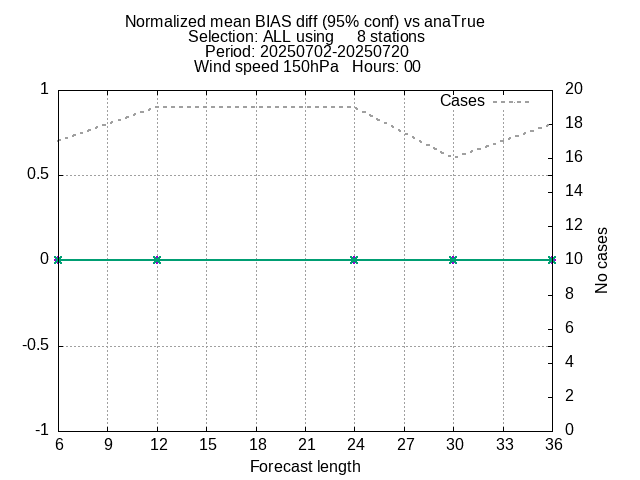 Normalized mean BIAS diff (95% conf) vs anaTrue
Selection: ALL using     8 stations
Period: 20250702-20250720
Wind speed 150hPa   Hours: 00
Cases
1
0.5
0
-0.5
-1
20
18
16
14
12
10
8
6
4
2
0
No cases
6 9 12 15 18 21 24 27 30 33 36
Forecast length